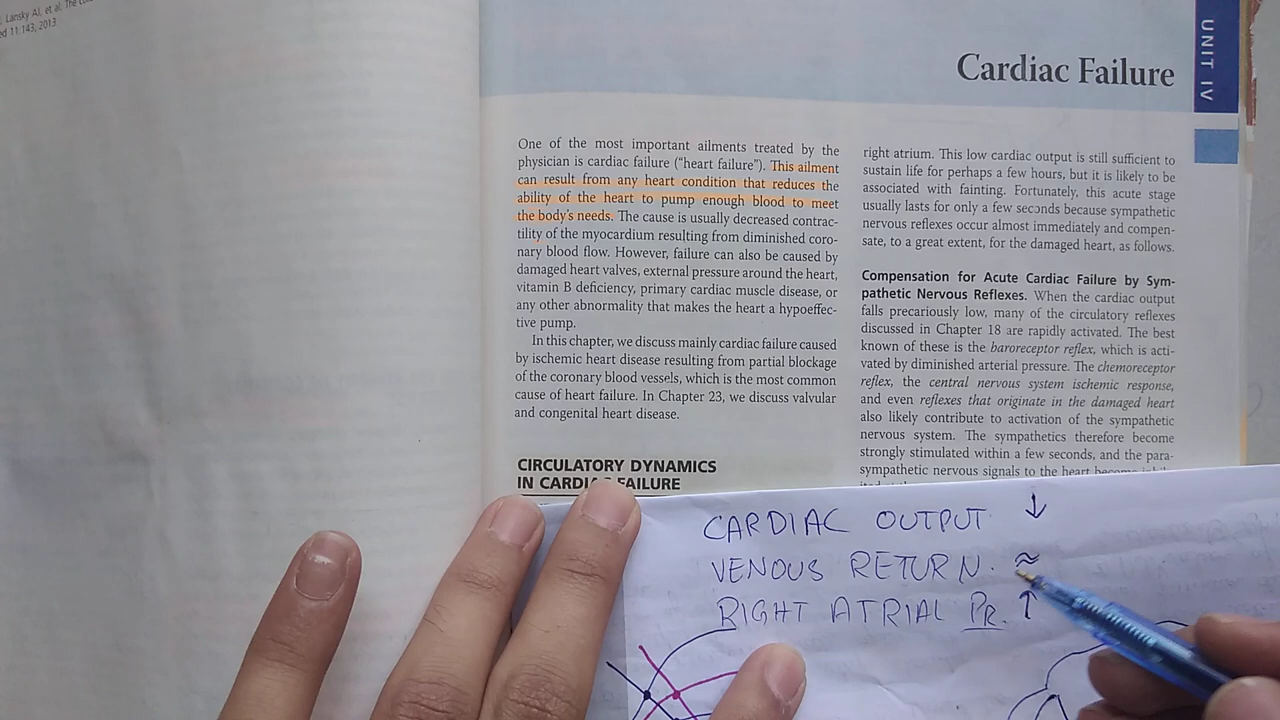 Lansky AJ, et al. The
11:143, 2013
UNIT IV
Cardiac Failure
One of the most important ailments treated by the
physician is cardiac failure (“heart failure”). This ailment
can result from any heart condition that reduces the
ability of the heart to pump enough blood to meet
the body’s needs. The cause is usually decreased contrac-
tility of the myocardium resulting from diminished coro-
nary blood flow. However, failure can also be caused by
damaged heart valves, external pressure around the heart,
vitamin B deficiency, primary cardiac muscle disease, or
any other abnormality that makes the heart a hypoeffec-
tive pump.
In this chapter, we discuss mainly cardiac failure caused
by ischemic heart disease resulting from partial blockage
of the coronary blood vessels, which is the most common
cause of heart failure. In Chapter 23, we discuss valvular
and congenital heart disease.
CIRCULATORY DYNAMICS
IN CARDIAC FAILURE
right atrium. This low cardiac output is still sufficient to
sustain life for perhaps a few hours, but it is likely to be
associated with fainting. Fortunately, this acute stage
usually lasts for only a few seconds because sympathetic
nervous reflexes occur almost immediately and compen-
sate, to a great extent, for the damaged heart, as follows.
Compensation for Acute Cardiac Failure by Sym-
pathetic Nervous Reflexes. When the cardiac output
falls precariously low, many of the circulatory reflexes
discussed in Chapter 18 are rapidly activated. The best
known of these is the baroreceptor reflex, which is acti-
vated by diminished arterial pressure. The chemoreceptor
reflex, the central nervous system ischemic response,
and even reflexes that originate in the damaged heart
also likely contribute to activation of the sympathetic
nervous system. The sympathetics therefore become
strongly stimulated within a few seconds, and the para-
sympathetic nervous signals to the heart become
CARDIAC OUTPUT ↓
VENOUS RETURN. ≈
RIGHT ATRIAL PR. ↑